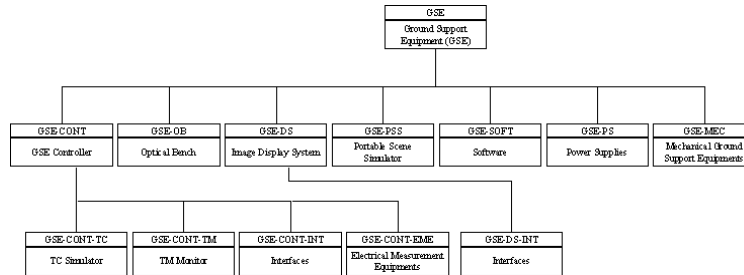 GSE
Ground Support
Equipment (GSE)
GSE-CONT
GSE Controller
GSE-OB
Optical Bench
GSE-DS
Image Display System
GSE-PSS
Portable Scene
Simulator
GSE-SOFT
Software
GSE-PS
Power Supplies
GSE-MEC
Mechanical Ground
Support Equipments
GSE-CONT-TC
TC Simulator
GSE-CONT-TM
TM Monitor
GSE-CONT-INT
Interfaces
GSE-CONT-EME
Electrical Measurement
Equipments
GSE-DS-INT
Interfaces